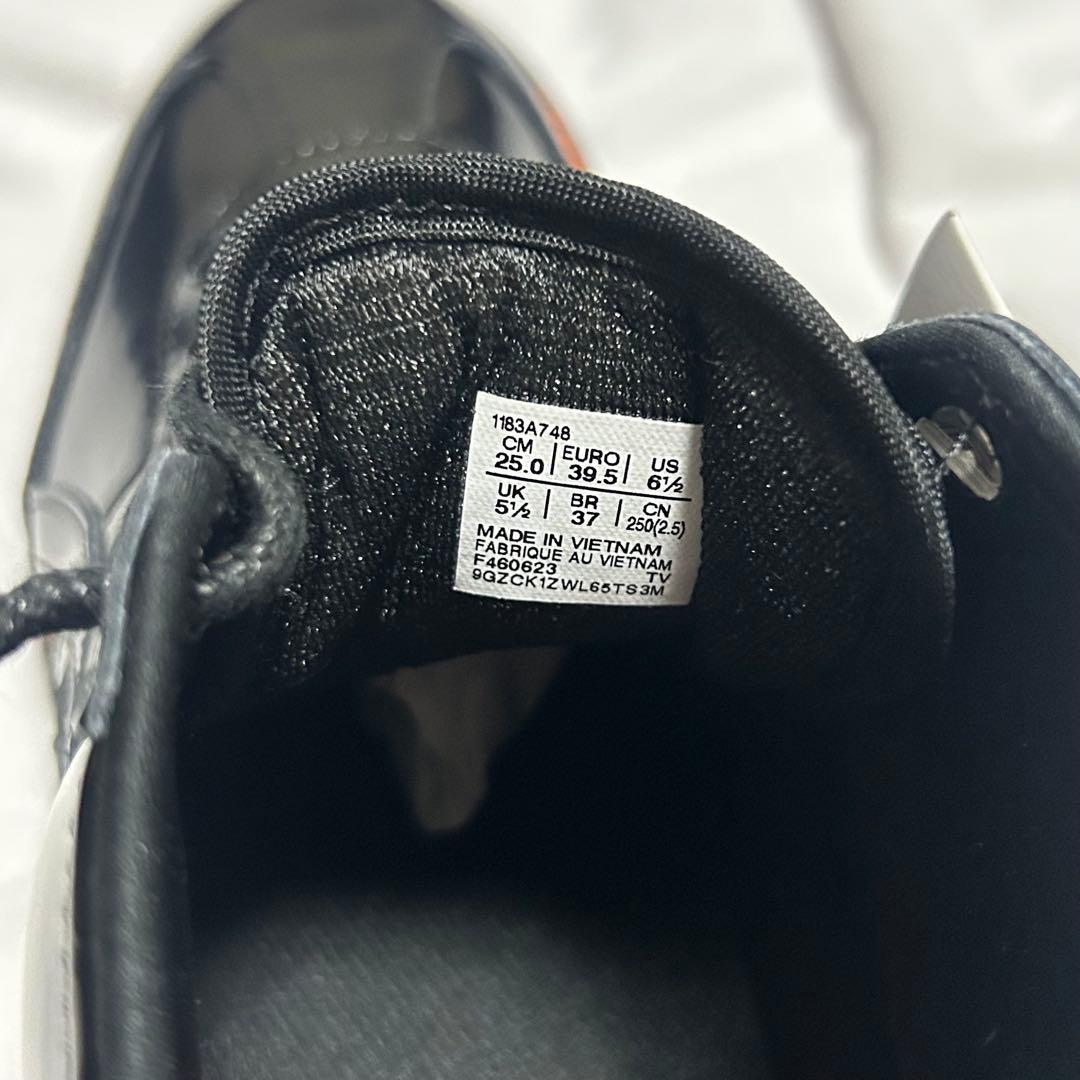 1183A748
CM 25.0 | EURO 39.5 | US 6½
UK 5½ | BR 37 | CN 250(2.5)
MADE IN VIETNAM
FABRIQUE AU VIETNAM
F460623 TV
9GZCK1ZWL65TS3M